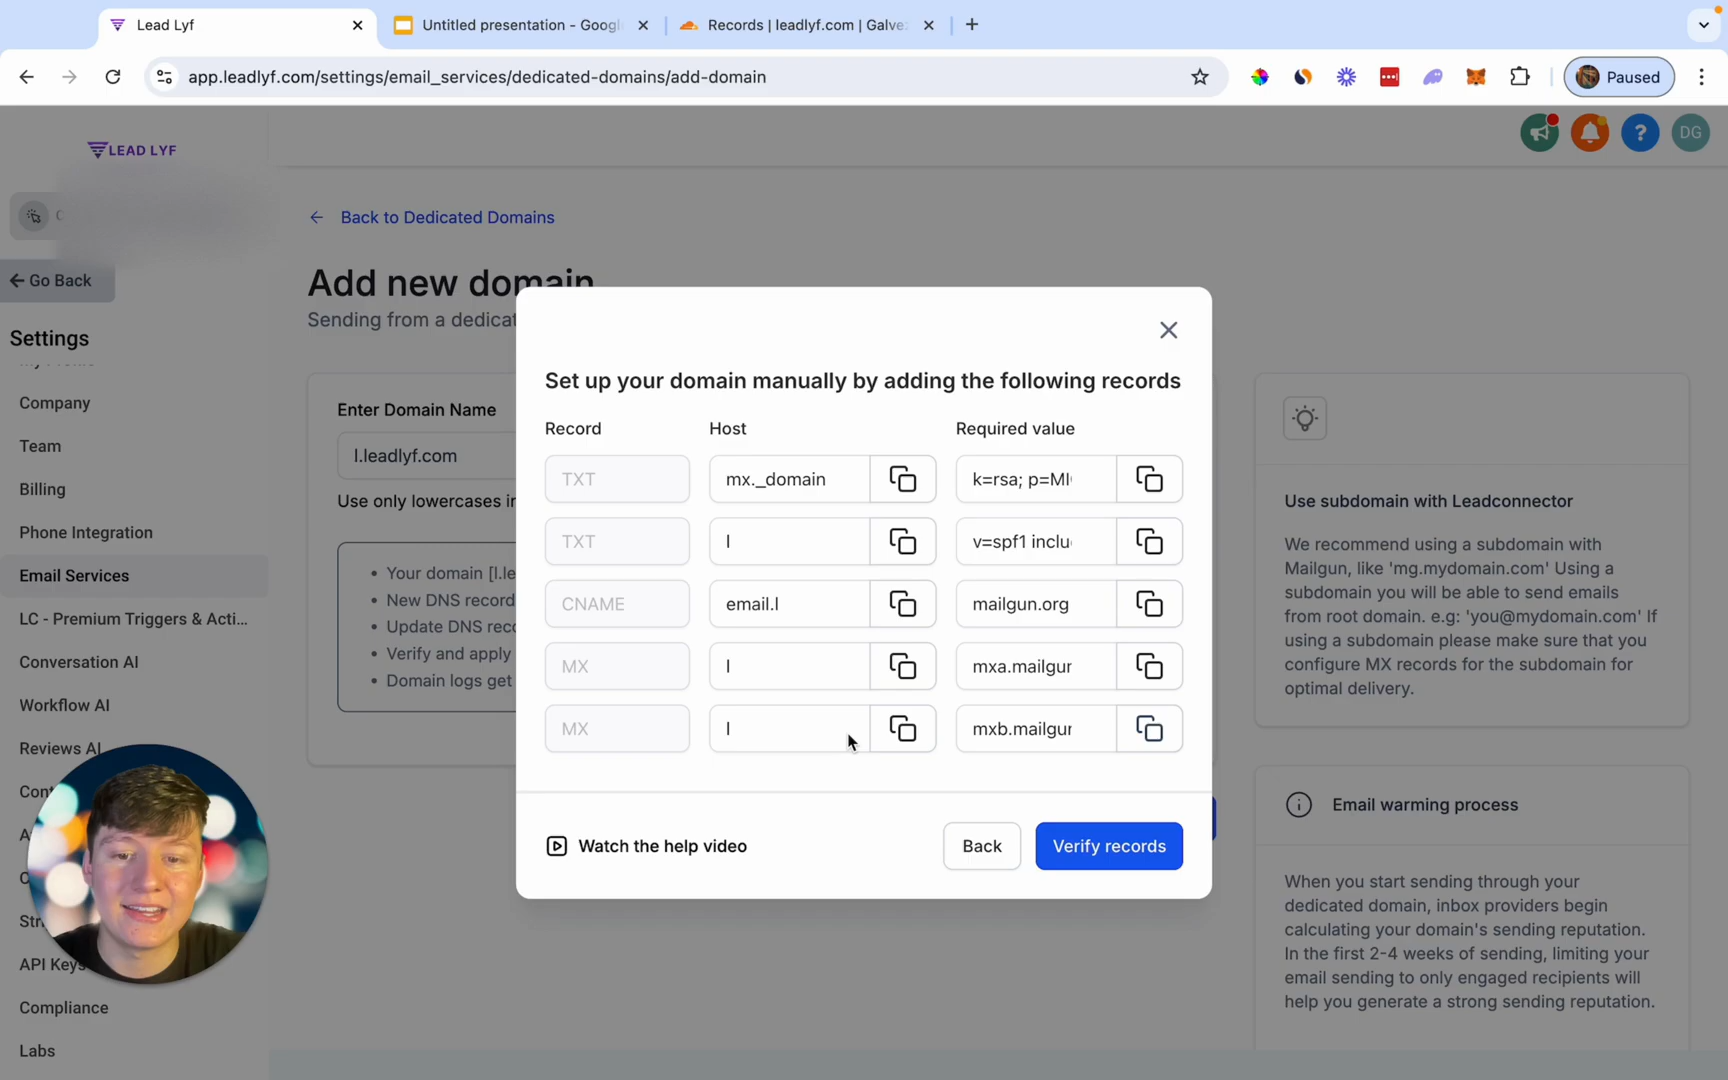 Lead Lyf
Untitled presentation - Google
Records | leadlyf.com | Galvez
app.leadlyf.com/settings/email_services/dedicated-domains/add-domain
Paused
LEAD LYF
DG
Back to Dedicated Domains
Go Back
Add new domain
Sending from a dedicat
Settings
Company
Team
Billing
Phone Integration
Email Services
LC - Premium Triggers & Acti...
Conversation AI
Workflow AI
Reviews AI
API Keys
Compliance
Labs
Enter Domain Name
l.leadlyf.com
Use only lowercases in
Your domain [l.le
New DNS record
Update DNS reco
Verify and apply
Domain logs get
Set up your domain manually by adding the following records
Record Host Required value
TXT mx._domain k=rsa; p=MI
TXT l v=spf1 inclu
CNAME email.l mailgun.org
MX l mxa.mailgun
MX l mxb.mailgun
Watch the help video
Back
Verify records
Use subdomain with Leadconnector
We recommend using a subdomain with
Mailgun, like 'mg.mydomain.com' Using a
subdomain you will be able to send emails
from root domain. e.g: 'you@mydomain.com' If
using a subdomain please make sure that you
configure MX records for the subdomain for
optimal delivery.
Email warming process
When you start sending through your
dedicated domain, inbox providers begin
calculating your domain's sending reputation.
In the first 2-4 weeks of sending, limiting your
email sending to only engaged recipients will
help you generate a strong sending reputation.